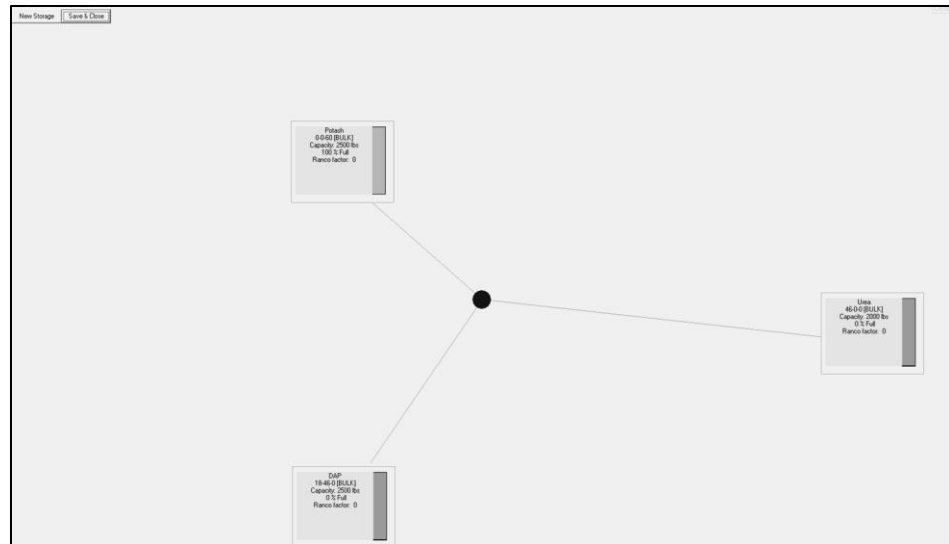 New Storage Save & Close
Potash
0-0-60 [BULK]
Capacity: 2500 lbs
100 % Full
Ranco factor: 0
Urea
46-0-0 [BULK]
Capacity: 2000 lbs
0 % Full
Ranco factor: 0
DAP
18-46-0 [BULK]
Capacity: 2500 lbs
0 % Full
Ranco factor: 0